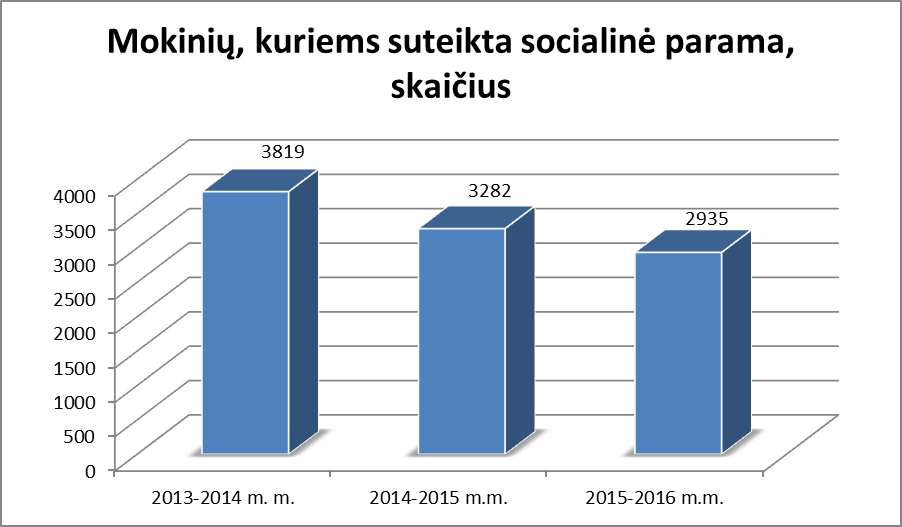 Mokinių, kuriems suteikta socialinė parama,
skaičius
3819
3282
2935
4000
3500
3000
2500
2000
1500
1000
500
0
2013-2014 m. m.
2014-2015 m.m.
2015-2016 m.m.